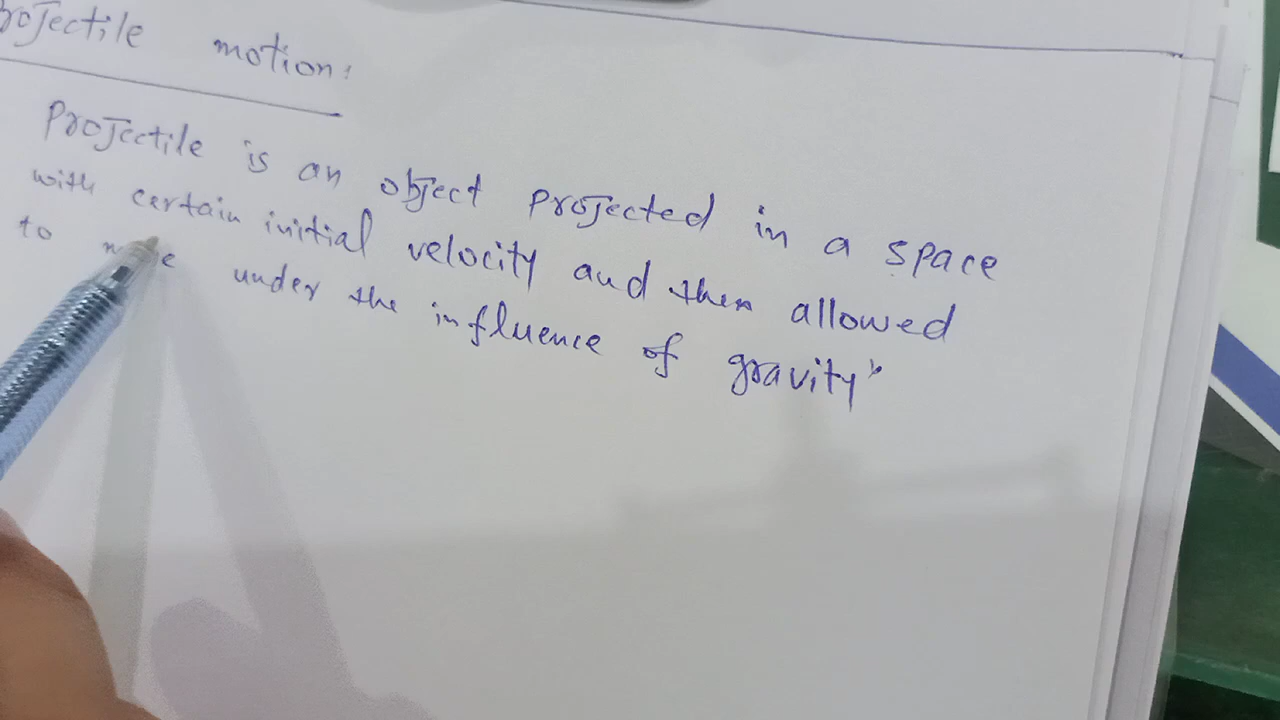 rojectile motion:
Projectile is an object projected in a space
with certain initial velocity and then allowed
to under the influence of gravity"